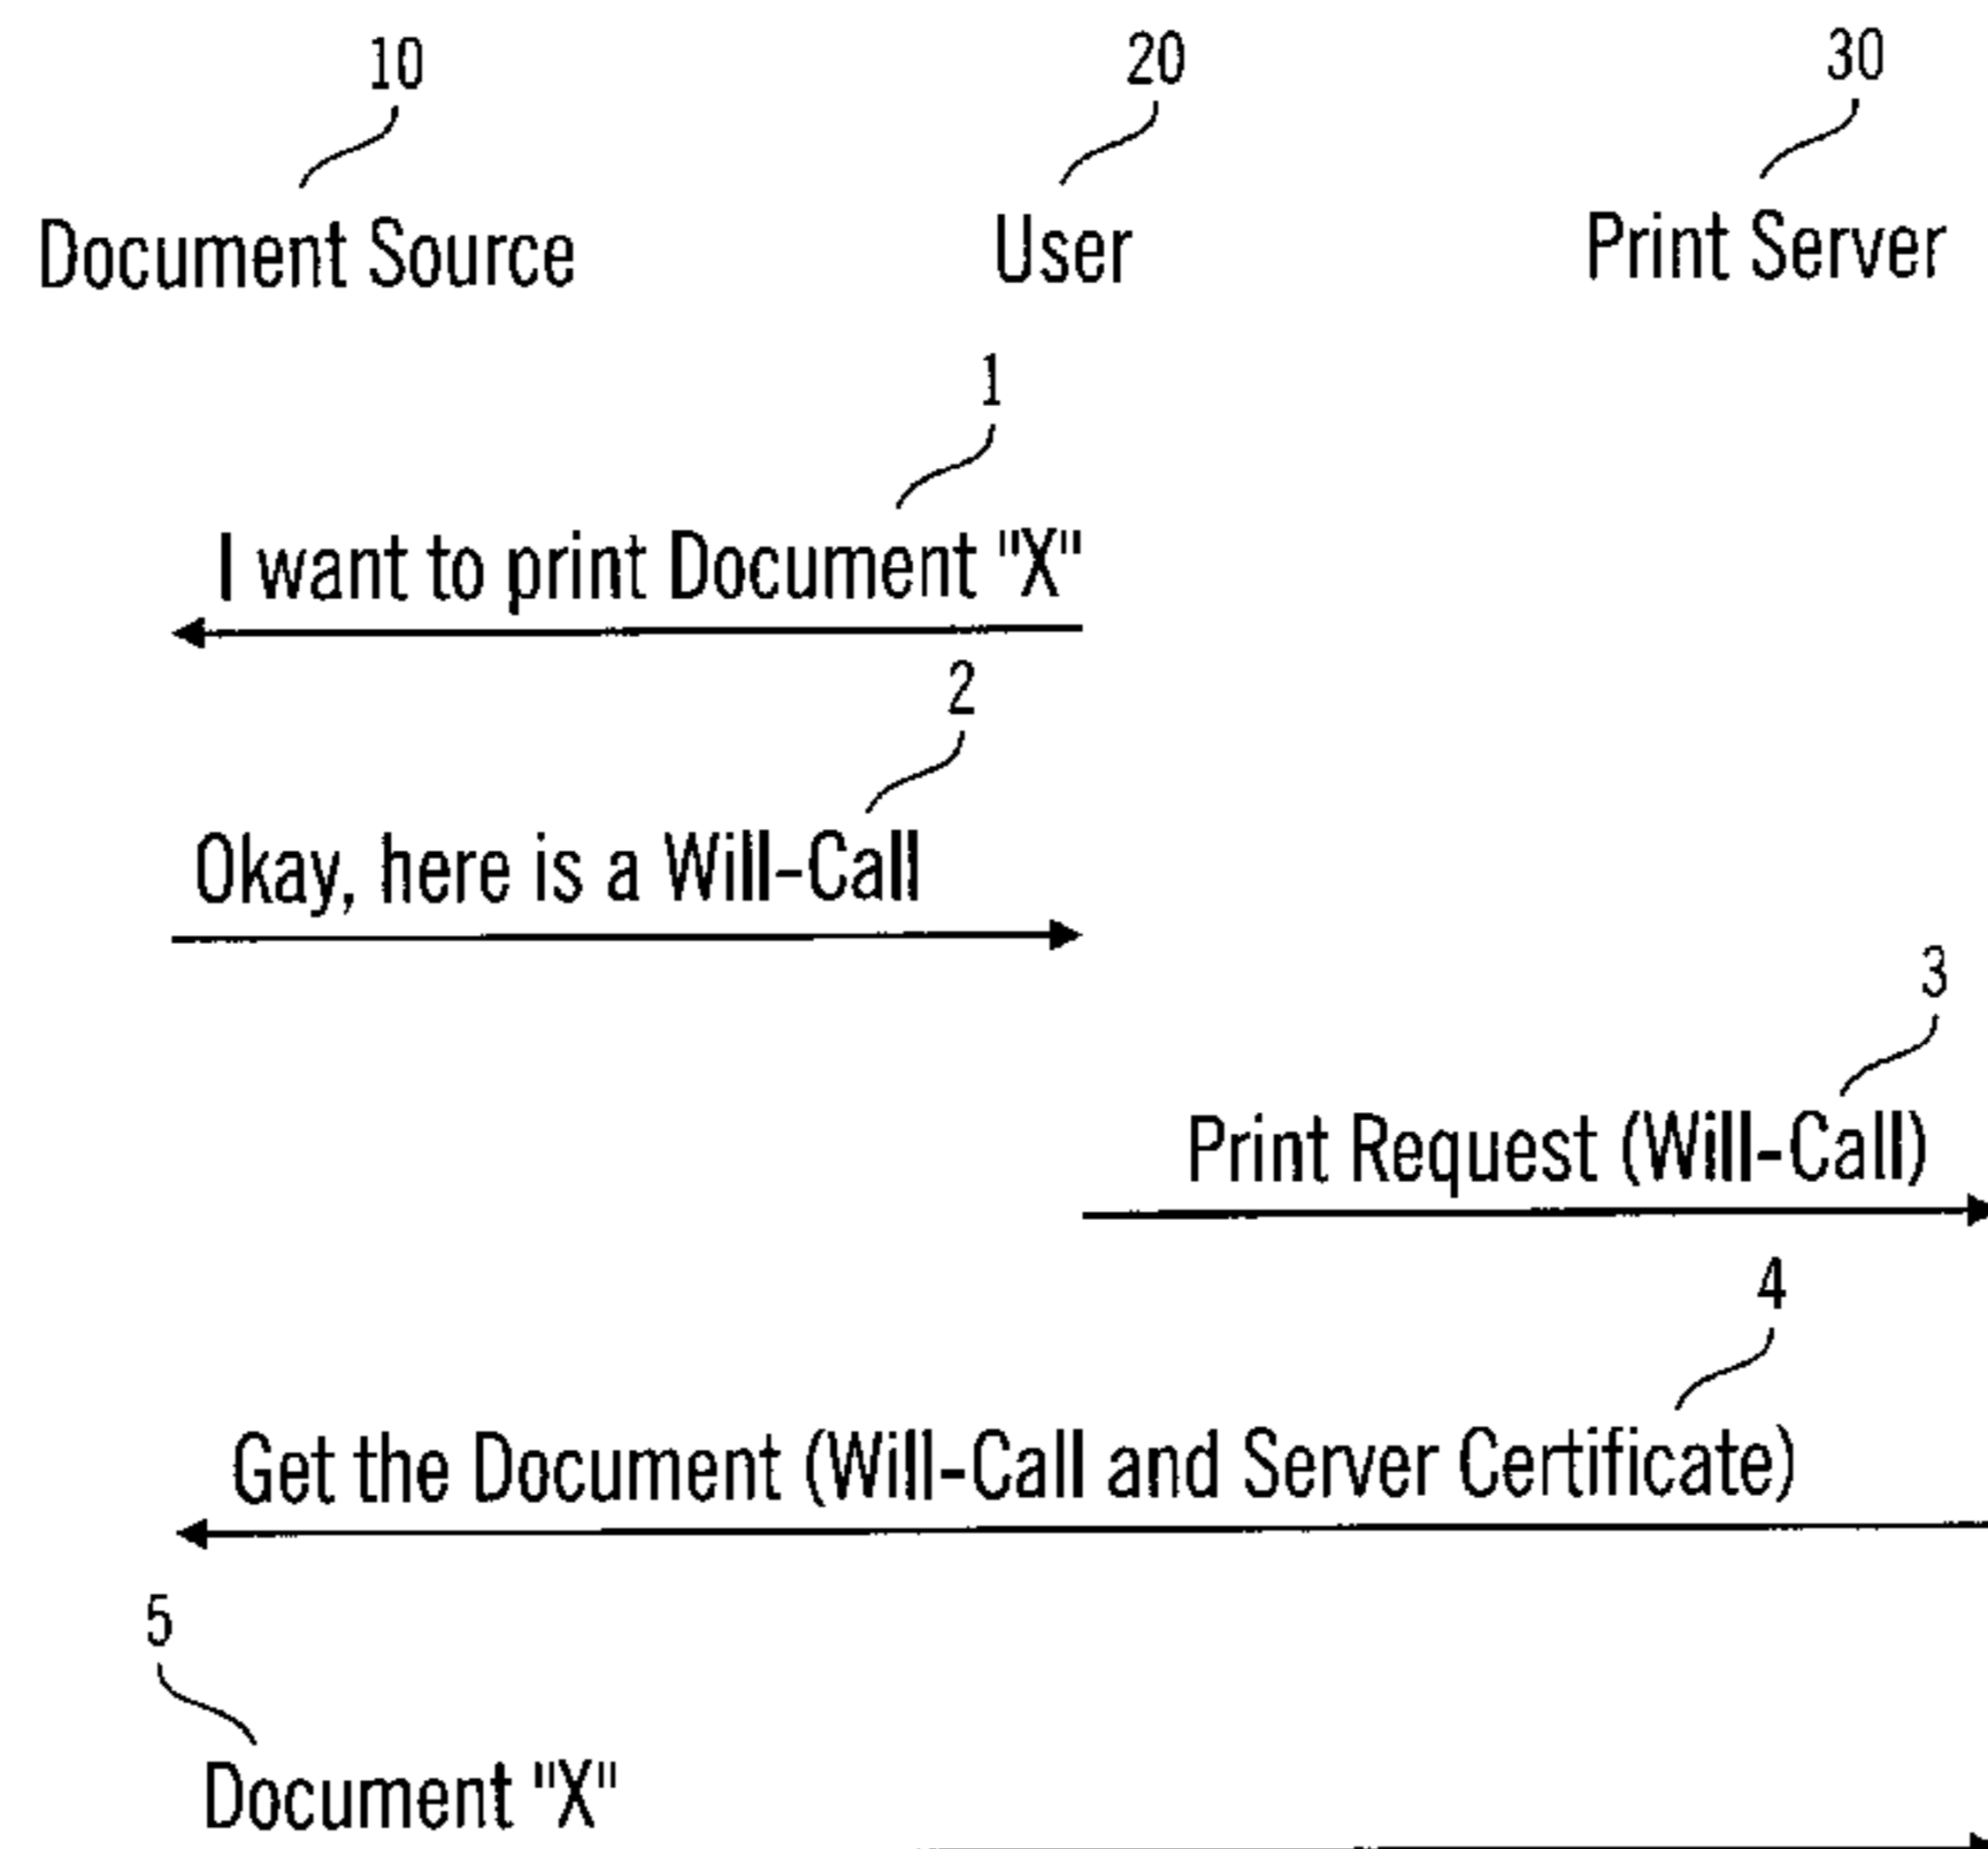 10
20
30
Document Source
User
Print Server
1
I want to print Document "X"
2
Okay, here is a Will-Call
3
Print Request (Will-Call)
4
Get the Document (Will-Call and Server Certificate)
5
Document "X"